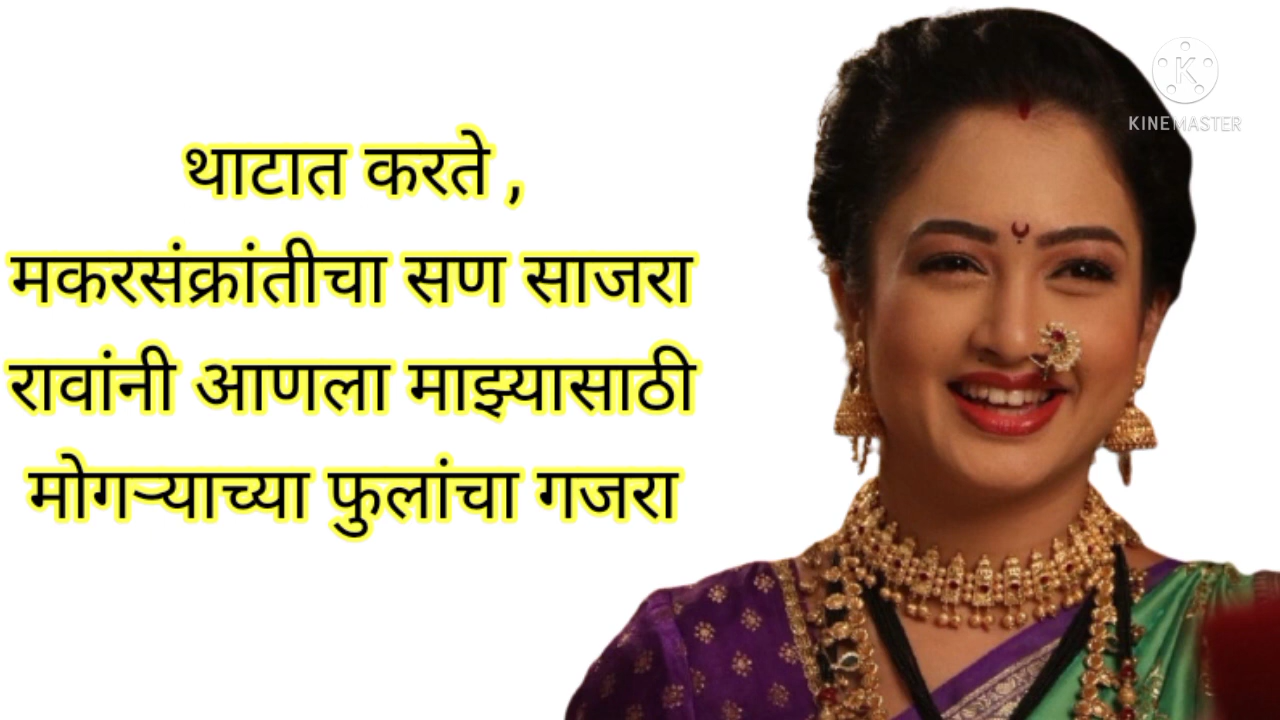 थाटात करते ,
मकरसंक्रांतीचा सण साजरा
रावांनी आणला माझ्यासाठी
मोगऱ्याच्या फुलांचा गजरा
K
KINEMASTER